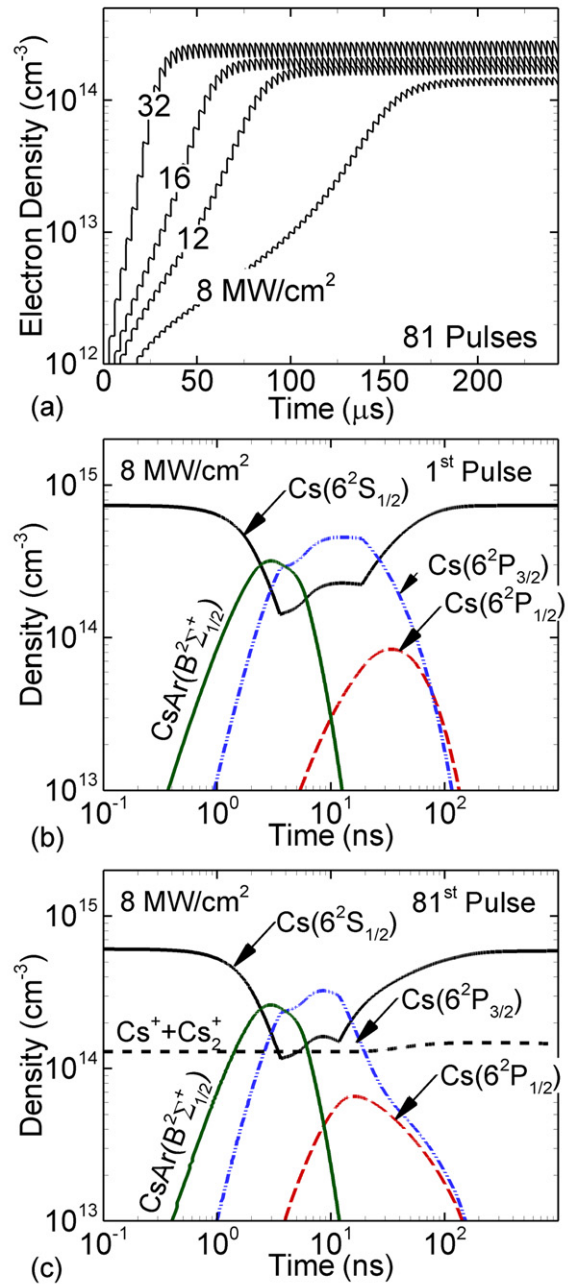 Electron Density (cm⁻³)
10¹⁴
10¹³
10¹²
32
16
12
8 MW/cm²
81 Pulses
0 50 100 150 200
(a) Time (μs)
8 MW/cm² 1ˢᵗ Pulse
Cs(6²S₁/₂)
Cs(6²P₃/₂)
Cs(6²P₁/₂)
CsAr(B²Σ⁺₁/₂)
Density (cm⁻³)
10¹⁵
10¹⁴
10¹³
10⁻¹ 10⁰ 10¹ 10²
(b) Time (ns)
8 MW/cm² 81ˢᵗ Pulse
Cs(6²S₁/₂)
Cs⁺+Cs₂⁺
Cs(6²P₃/₂)
Cs(6²P₁/₂)
CsAr(B²Σ⁺₁/₂)
Density (cm⁻³)
10¹⁵
10¹⁴
10¹³
10⁻¹ 10⁰ 10¹ 10²
(c) Time (ns)